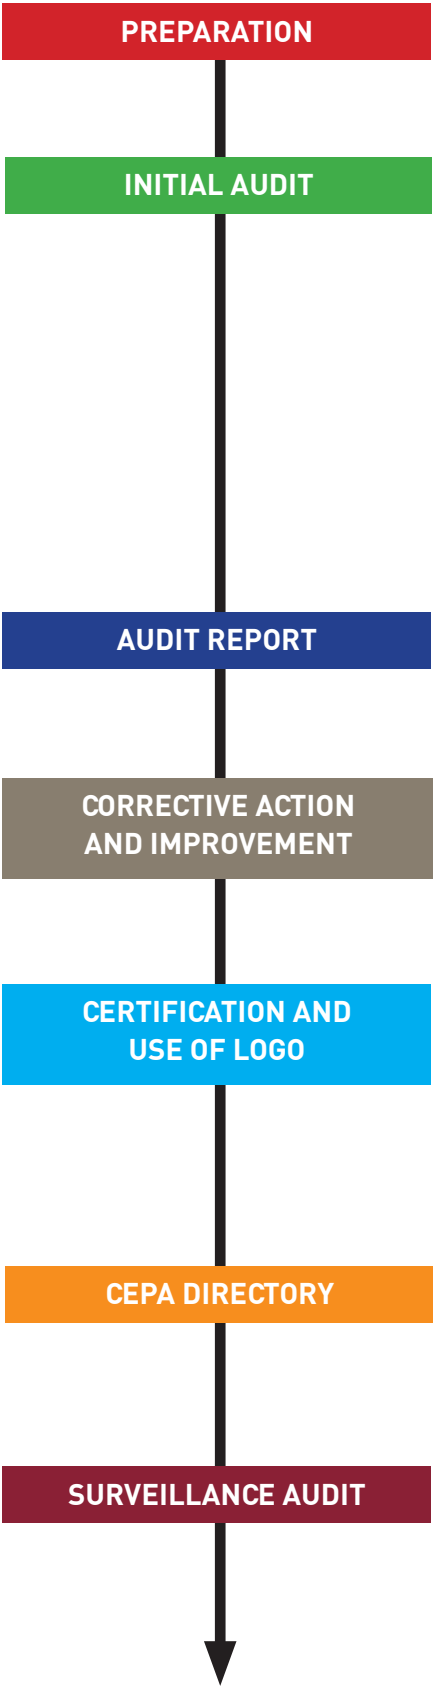 PREPARATION
INITIAL AUDIT
AUDIT REPORT
CORRECTIVE ACTION
AND IMPROVEMENT
CERTIFICATION AND
USE OF LOGO
CEPA DIRECTORY
SURVEILLANCE AUDIT